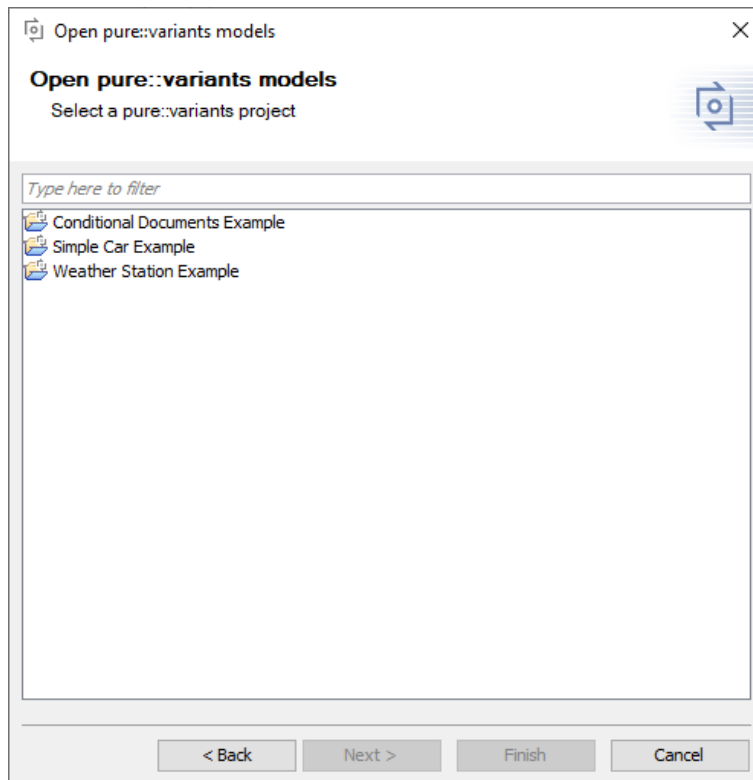 Open pure::variants models
Open pure::variants models
Select a pure::variants project
Type here to filter
Conditional Documents Example
Simple Car Example
Weather Station Example
< Back Next > Finish Cancel